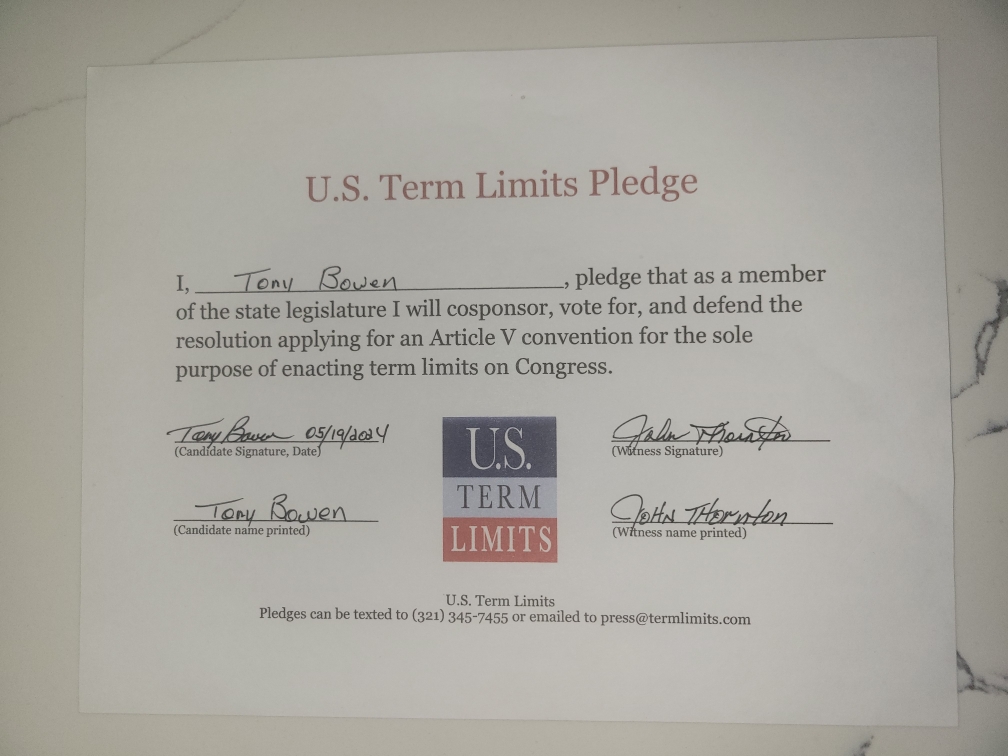 U.S. Term Limits Pledge
I, Tony Bowen, pledge that as a member
of the state legislature I will cosponsor, vote for, and defend the
resolution applying for an Article V convention for the sole
purpose of enacting term limits on Congress.
Tony Bowen 05/19/2024
(Candidate Signature, Date)
John Thornton
(Witness Signature)
U.S.
TERM
LIMITS
Tony Bowen
(Candidate name printed)
John Thornton
(Witness name printed)
U.S. Term Limits
Pledges can be texted to (321) 345-7455 or emailed to press@termlimits.com